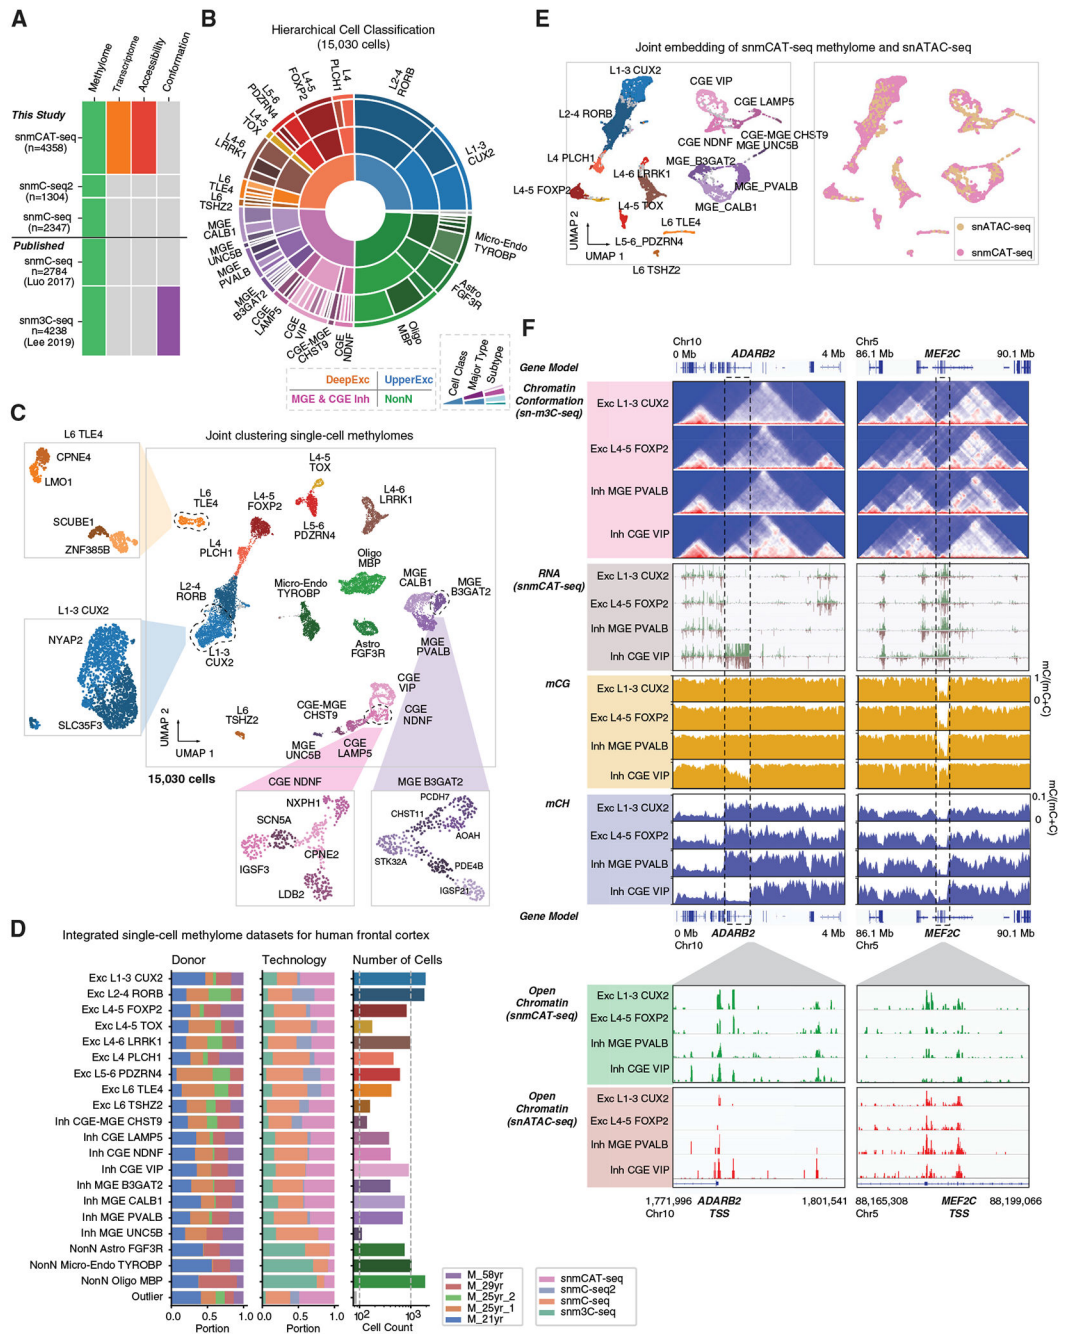 A
Methylome
Transcriptome
Accessibility
Conformation
This Study
snmCAT-seq
(n=4358)
snmC-seq2
(n=1304)
snmC-seq
(n=2347)
Published
snmC-seq
n=2784
(Luo 2017)
snm3C-seq
n=4238
(Lee 2019)
B
Hierarchical Cell Classification
(15,030 cells)
L4
PLCH1
L4-5
FOXP2
L5-6
PDZRN4
L4-5
TOX
L4-6
LRRK1
L6
TLE4
L6
TSHZ2
MGE
CALB1
MGE
UNC5B
MGE
PVALB
MGE
B3GAT2
CGE
LAMP5
CGE
VIP
CGE-MGE
CHST9
CGE
NDNF
Oligo
MBP
Astro
FGF3R
Micro-Endo
TYROBP
L1-3
CUX2
L2-4
RORB
DeepExc
UpperExc
MGE & CGE Inh
NonN
Cell Class
Major Type
Subtype
C
Joint clustering single-cell methylomes
L6 TLE4
CPNE4
LMO1
SCUBE1
ZNF385B
L1-3 CUX2
NYAP2
SLC35F3
L6
TLE4
L4-5
FOXP2
L4-5
TOX
L5-6
PDZRN4
L4-6
LRRK1
L4
PLCH1
L2-4
RORB
L1-3
CUX2
Micro-Endo
TYROBP
Oligo
MBP
Astro
FGF3R
MGE
CALB1
MGE
B3GAT2
MGE
PVALB
CGE
VIP
CGE
NDNF
CGE-MGE
CHST9
L6
TSHZ2
MGE
UNC5B
CGE
LAMP5
UMAP 2
UMAP 1
15,030 cells
CGE NDNF
NXPH1
SCN5A
CPNE2
IGSF3
LDB2
MGE B3GAT2
PCDH7
CHST11
AOAH
STK32A
PDE4B
IGSF21
D
Integrated single-cell methylome datasets for human frontal cortex
Donor
Technology
Number of Cells
Exc L1-3 CUX2
Exc L2-4 RORB
Exc L4-5 FOXP2
Exc L4-5 TOX
Exc L4-6 LRRK1
Exc L4 PLCH1
Exc L5-6 PDZRN4
Exc L6 TLE4
Exc L6 TSHZ2
Inh CGE-MGE CHST9
Inh CGE LAMP5
Inh CGE NDNF
Inh CGE VIP
Inh MGE B3GAT2
Inh MGE CALB1
Inh MGE PVALB
Inh MGE UNC5B
NonN Astro FGF3R
NonN Micro-Endo TYROBP
NonN Oligo MBP
Outlier
0.0 0.5 1.0
Portion
0.0 0.5 1.0
Portion
10² 10³
Cell Count
M_58yr
M_29yr
M_25yr_2
M_25yr_1
M_21yr
snmCAT-seq
snmC-seq2
snmC-seq
snm3C-seq
E
Joint embedding of snmCAT-seq methylome and snATAC-seq
L1-3 CUX2
CGE VIP
CGE LAMP5
L2-4 RORB
CGE NDNF
CGE-MGE CHST9
MGE UNC5B
L4 PLCH1
MGE_B3GAT2
L4-6 LRRK1
L4-5 FOXP2
MGE_PVALB
L4-5 TOX
MGE_CALB1
L6 TLE4
L5-6_PDZRN4
L6 TSHZ2
UMAP 2
UMAP 1
snATAC-seq
snmCAT-seq
F
Chr10
0 Mb ADARB2 4 Mb
Chr5
86.1 Mb MEF2C 90.1 Mb
Gene Model
Chromatin
Conformation
(sn-m3C-seq)
Exc L1-3 CUX2
Exc L4-5 FOXP2
Inh MGE PVALB
Inh CGE VIP
RNA
(snmCAT-seq)
Exc L1-3 CUX2
Exc L4-5 FOXP2
Inh MGE PVALB
Inh CGE VIP
mCG
Exc L1-3 CUX2
Exc L4-5 FOXP2
Inh MGE PVALB
Inh CGE VIP
1
0
mC/(mC+C)
mCH
Exc L1-3 CUX2
Exc L4-5 FOXP2
Inh MGE PVALB
Inh CGE VIP
0.1
0
mC/(mC+C)
Gene Model
0 Mb ADARB2 4 Mb
Chr10
86.1 Mb MEF2C 90.1 Mb
Chr5
Open
Chromatin
(snmCAT-seq)
Exc L1-3 CUX2
Exc L4-5 FOXP2
Inh MGE PVALB
Inh CGE VIP
Open
Chromatin
(snATAC-seq)
Exc L1-3 CUX2
Exc L4-5 FOXP2
Inh MGE PVALB
Inh CGE VIP
1,771,996 ADARB2 1,801,541
Chr10 TSS
88,165,308 MEF2C 88,199,066
Chr5 TSS